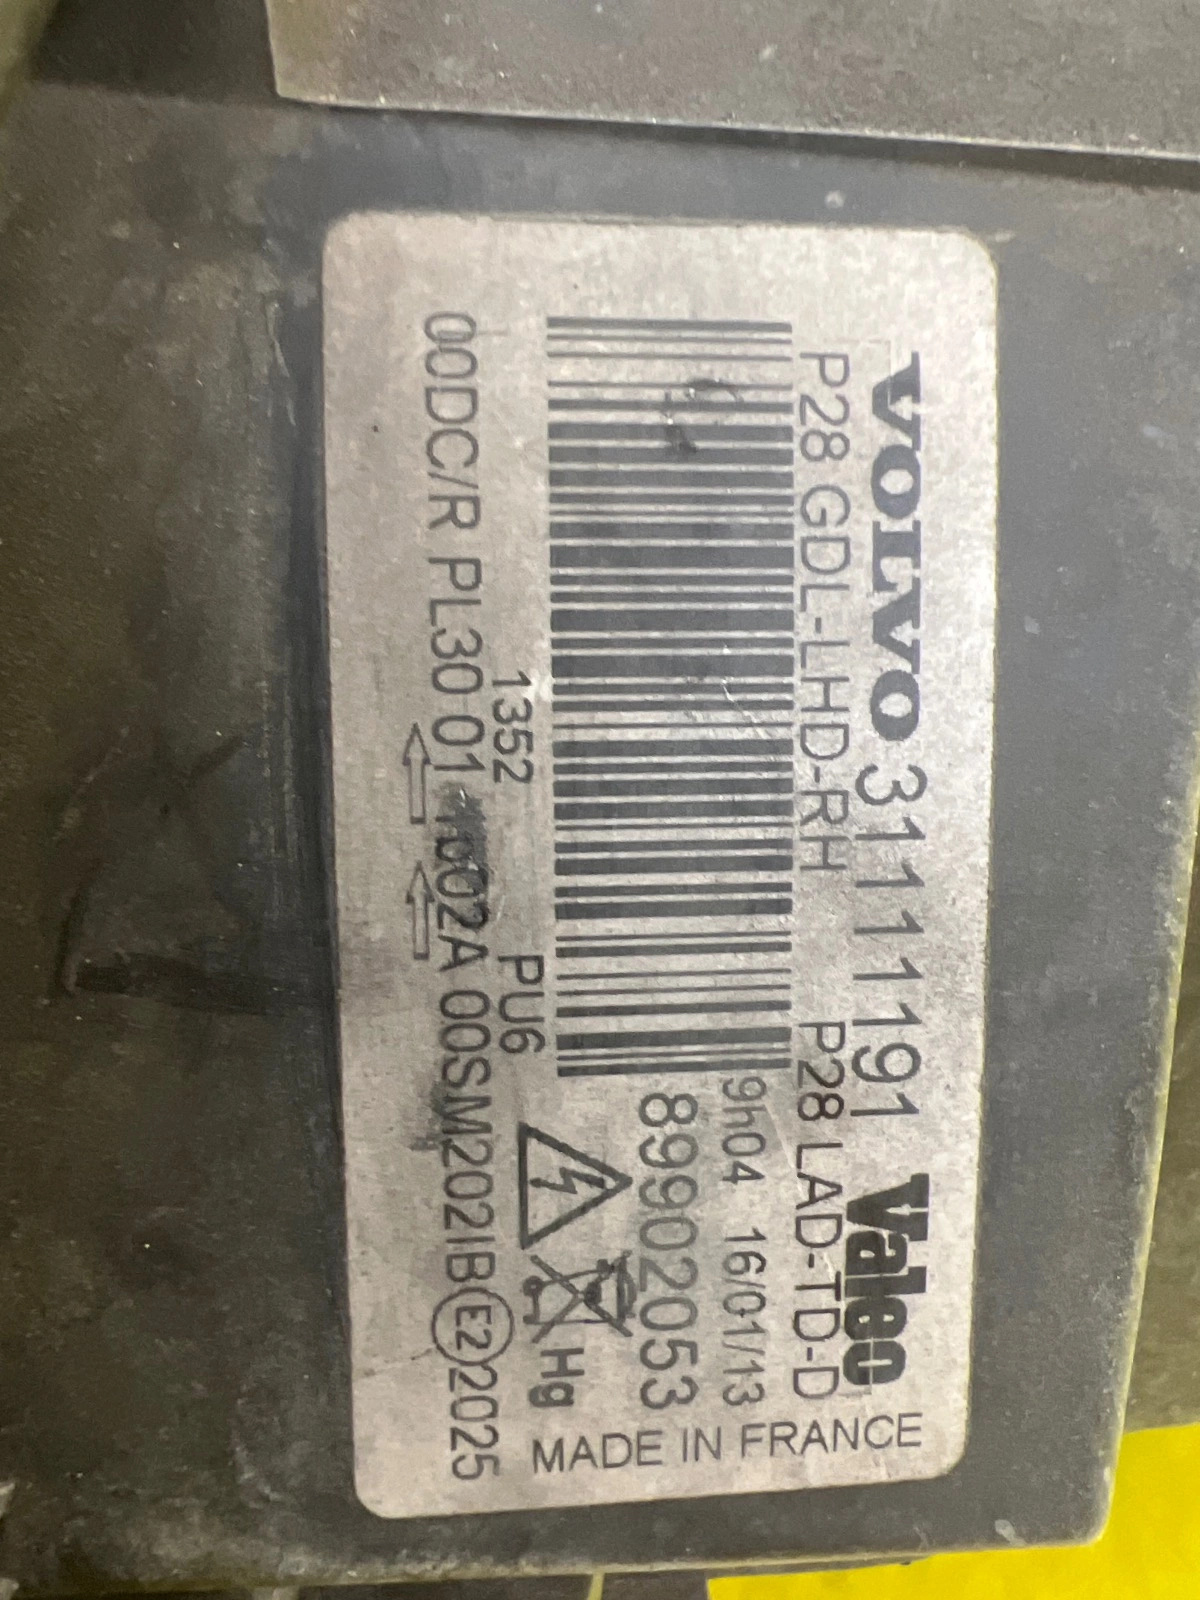 VOLVO 31111191 Valeo
P28 GDL-LHD-RH P28 LAD-TD-D
9h04 16/01/13
89902053
1352 PU6 Hg
00DC/R PL30 01 00SM202IB E2 2025
MADE IN FRANCE